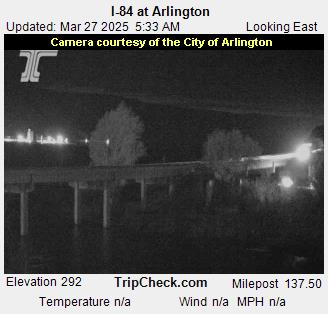 I-84 at Arlington
Updated: Mar 27 2025 5:33 AM Looking East
Camera courtesy of the City of Arlington
Elevation 292 TripCheck.com Milepost 137.50
Temperature n/a Wind n/a MPH n/a